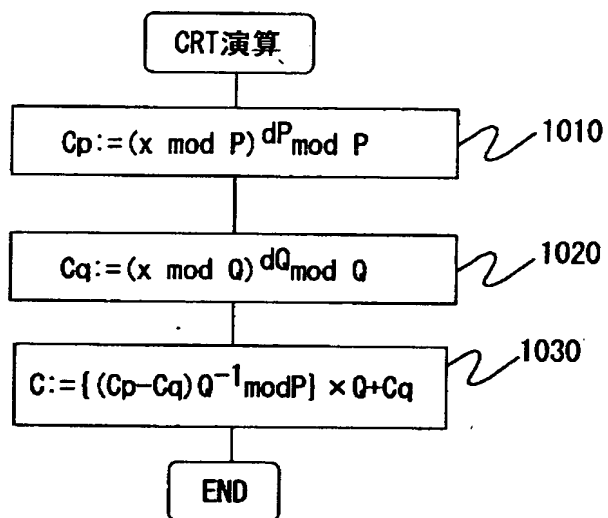 CRT演算
Cp:=(x mod P)^dP mod P
1010
Cq:=(x mod Q)^dQ mod Q
1020
C:={(Cp-Cq)Q^-1 modP}×Q+Cq
1030
END